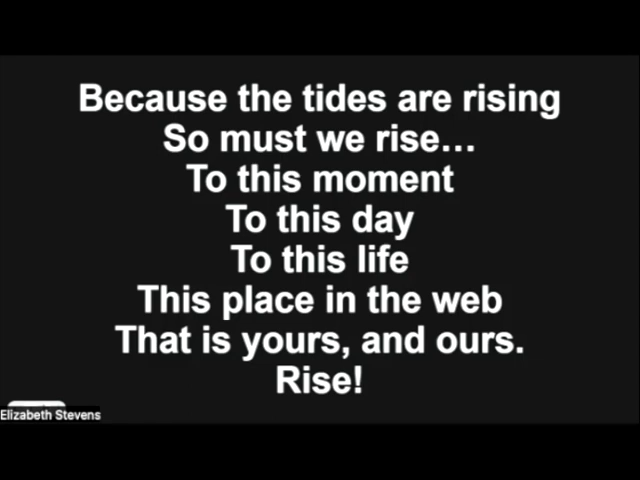 Because the tides are rising
So must we rise...
To this moment
To this day
To this life
This place in the web
That is yours, and ours.
Rise!
Elizabeth Stevens